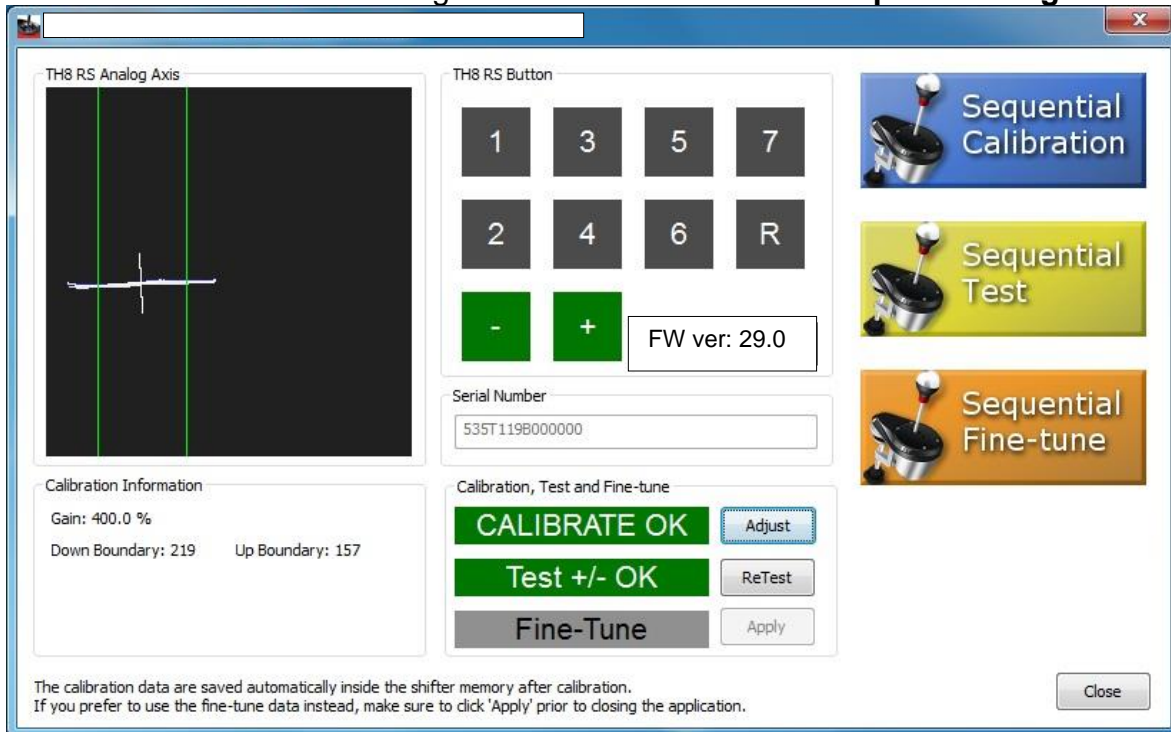 TH8 RS Analog Axis
TH8 RS Button
1 3 5 7
2 4 6 R
- +
FW ver: 29.0
Serial Number
535T119B000000
Calibration Information
Gain: 400.0 %
Down Boundary: 219 Up Boundary: 157
Calibration, Test and Fine-tune
CALIBRATE OK Adjust
Test +/- OK ReTest
Fine-Tune Apply
Sequential
Calibration
Sequential
Test
Sequential
Fine-tune
The calibration data are saved automatically inside the shifter memory after calibration.
If you prefer to use the fine-tune data instead, make sure to click 'Apply' prior to closing the application.
Close